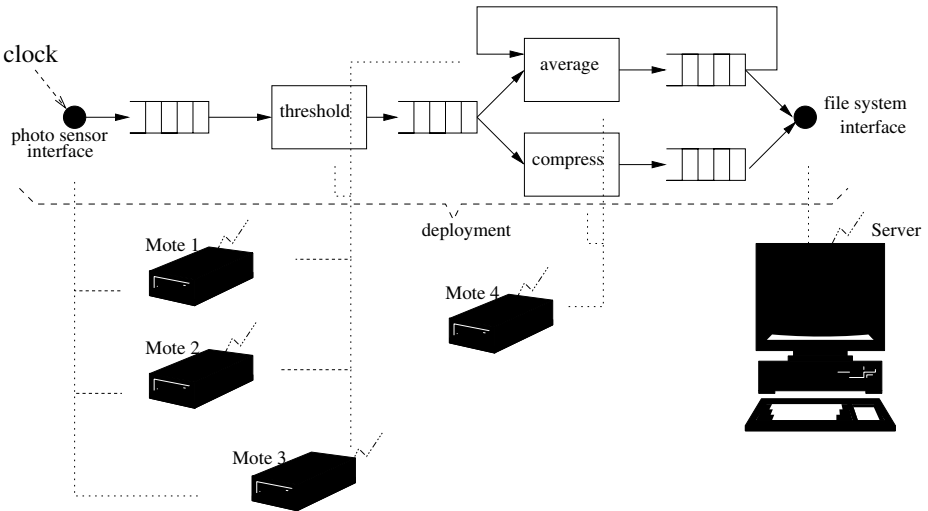 clock
photo sensor
interface
threshold
average
compress
file system
interface
deployment
Mote 1
Mote 2
Mote 3
Mote 4
Server